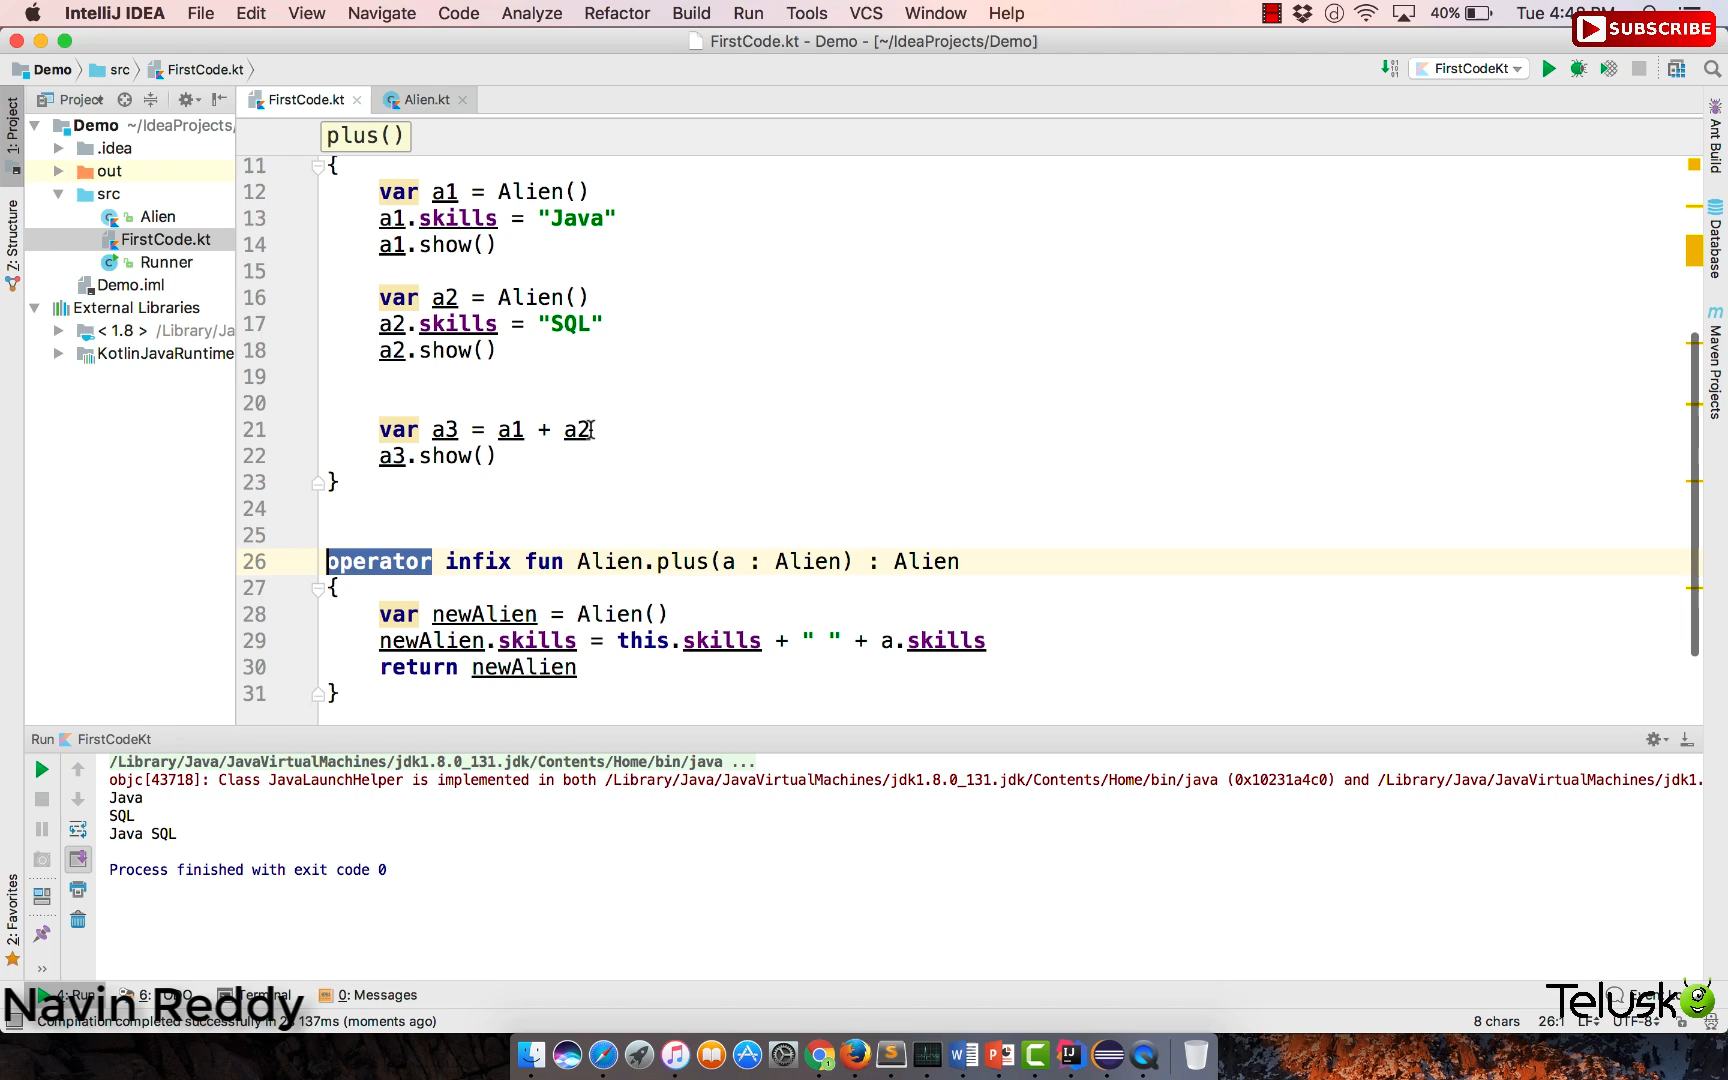 IntelliJ IDEA File Edit View Navigate Code Analyze Refactor Build Run Tools VCS Window Help 40% Tue
SUBSCRIBE
FirstCode.kt - Demo - [~/IdeaProjects/Demo]
Demo src FirstCode.kt FirstCodeKt
Project FirstCode.kt Alien.kt
1: Project
Z: Structure
2: Favorites
Demo ~/IdeaProjects/
.idea
out
src
Alien
FirstCode.kt
Runner
Demo.iml
External Libraries
< 1.8 > /Library/Ja
KotlinJavaRuntime
plus()
11 {
12 var a1 = Alien()
13 a1.skills = "Java"
14 a1.show()
15
16 var a2 = Alien()
17 a2.skills = "SQL"
18 a2.show()
19
20
21 var a3 = a1 + a2
22 a3.show()
23 }
24
25
26 operator infix fun Alien.plus(a : Alien) : Alien
27 {
28 var newAlien = Alien()
29 newAlien.skills = this.skills + " " + a.skills
30 return newAlien
31 }
Ant Build
Database
Maven Projects
Run FirstCodeKt
/Library/Java/JavaVirtualMachines/jdk1.8.0_131.jdk/Contents/Home/bin/java ...
objc[43718]: Class JavaLaunchHelper is implemented in both /Library/Java/JavaVirtualMachines/jdk1.8.0_131.jdk/Contents/Home/bin/java (0x10231a4c0) and /Library/Java/JavaVirtualMachines/jdk1.
Java
SQL
Java SQL
Process finished with exit code 0
Navin Reddy
Terminal 0: Messages
Telusko
Compilation completed successfully in 137ms (moments ago) 8 chars 26:1 LF UTF-8